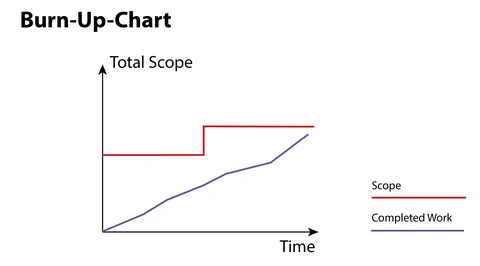 Burn-Up-Chart
Total Scope
Scope
Completed Work
Time